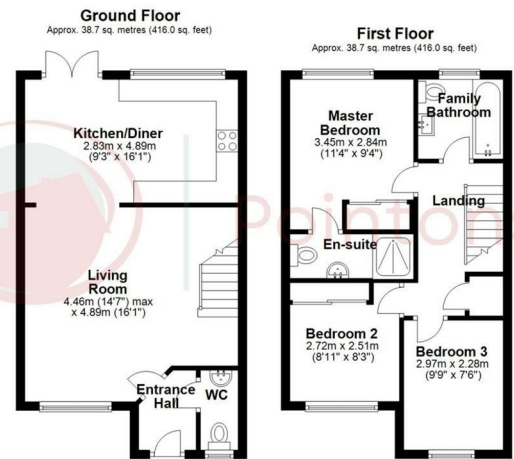 Ground Floor
Approx. 38.7 sq. metres (416.0 sq. feet)
Kitchen/Diner
2.83m x 4.89m
(9'3" x 16'1")
Living
Room
4.46m (14'7") max
x 4.89m (16'1")
Entrance
Hall
WC
First Floor
Approx. 38.7 sq. metres (416.0 sq. feet)
Master
Bedroom
3.45m x 2.84m
(11'4" x 9'4")
Family
Bathroom
Landing
En-suite
Bedroom 2
2.72m x 2.51m
(8'11" x 8'3")
Bedroom 3
2.97m x 2.28m
(9'9" x 7'6")
Pointons